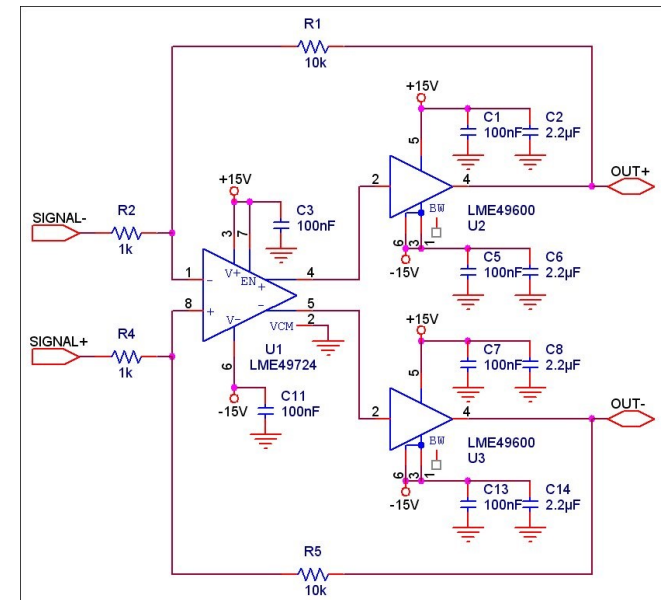 R1
10k
+15V
C1
100nF
C2
2.2µF
5
+15V
C3
100nF
2
4
OUT+
BW
LME49600
U2
SIGNAL-
R2
1k
3
7
V+
EN
6
3
1
-15V
C5
100nF
C6
2.2µF
1
-
+
4
8
+
-
5
VCM
2
V-
SIGNAL+
R4
1k
U1
LME49724
6
+15V
C7
100nF
C8
2.2µF
5
-15V
C11
100nF
2
4
OUT-
BW
LME49600
U3
6
3
1
-15V
C13
100nF
C14
2.2µF
R5
10k